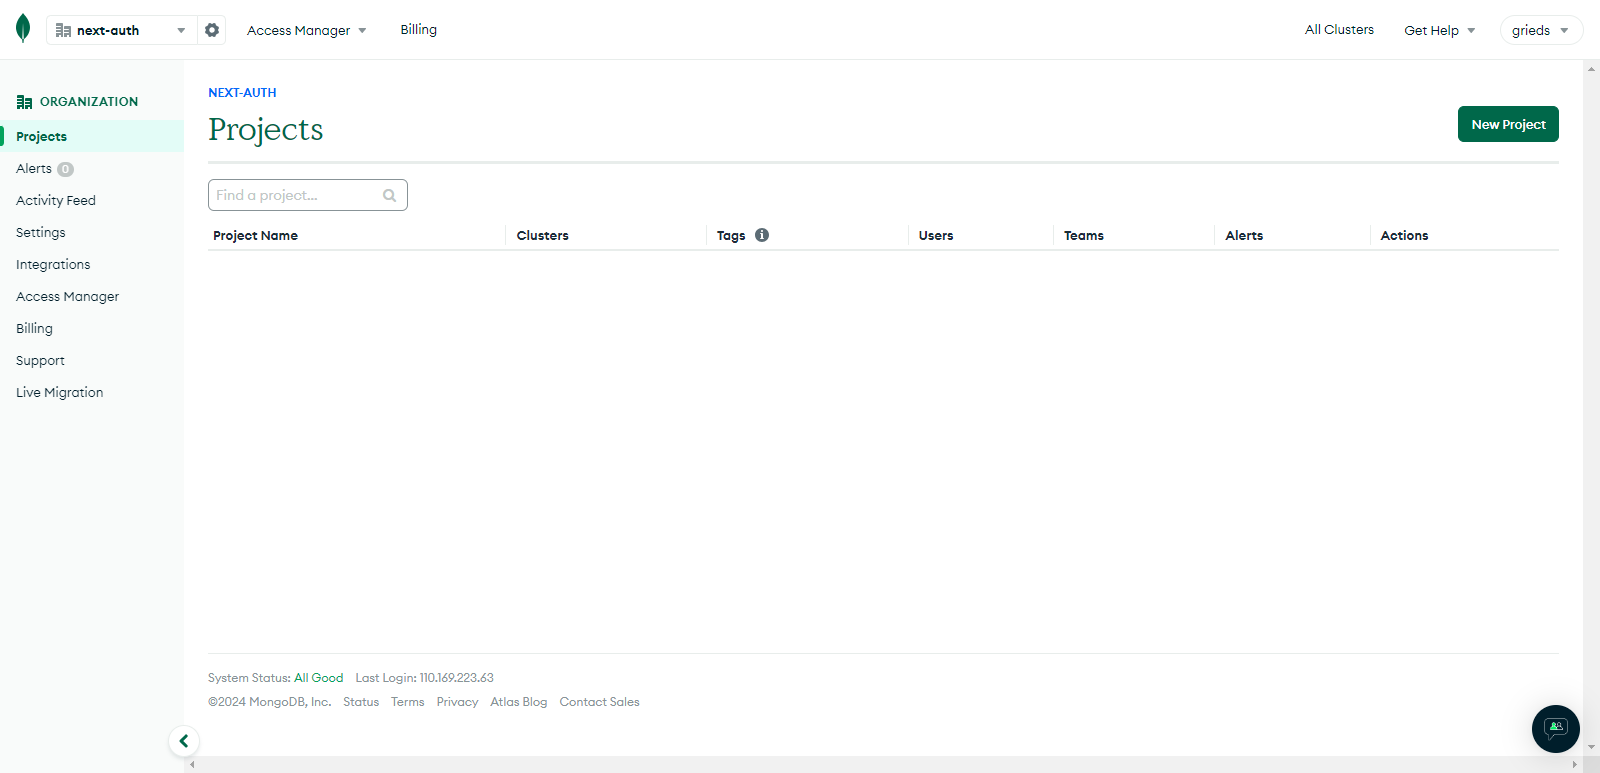 next-auth
Access Manager
Billing
All Clusters
Get Help
grieds
ORGANIZATION
Projects
Alerts 0
Activity Feed
Settings
Integrations
Access Manager
Billing
Support
Live Migration
NEXT-AUTH
Projects
New Project
Find a project...
Project Name Clusters Tags Users Teams Alerts Actions
System Status: All Good Last Login: 110.169.223.63
©2024 MongoDB, Inc. Status Terms Privacy Atlas Blog Contact Sales